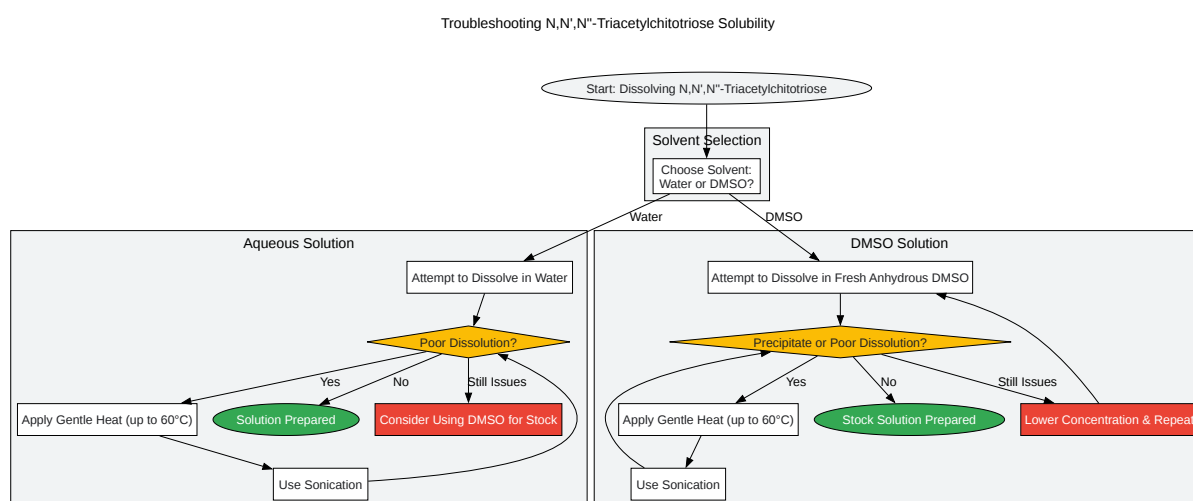 Troubleshooting N,N',N"-Triacetylchitotriose Solubility
Start: Dissolving N,N',N"-Triacetylchitotriose
Solvent Selection
Choose Solvent:
Water or DMSO?
Water
DMSO
Aqueous Solution
Attempt to Dissolve in Water
Poor Dissolution?
Yes
No
Still Issues
Apply Gentle Heat (up to 60°C)
Solution Prepared
Consider Using DMSO for Stock
Use Sonication
DMSO Solution
Attempt to Dissolve in Fresh Anhydrous DMSO
Precipitate or Poor Dissolution?
Yes
No
Still Issues
Apply Gentle Heat (up to 60°C)
Stock Solution Prepared
Lower Concentration & Repeat
Use Sonication